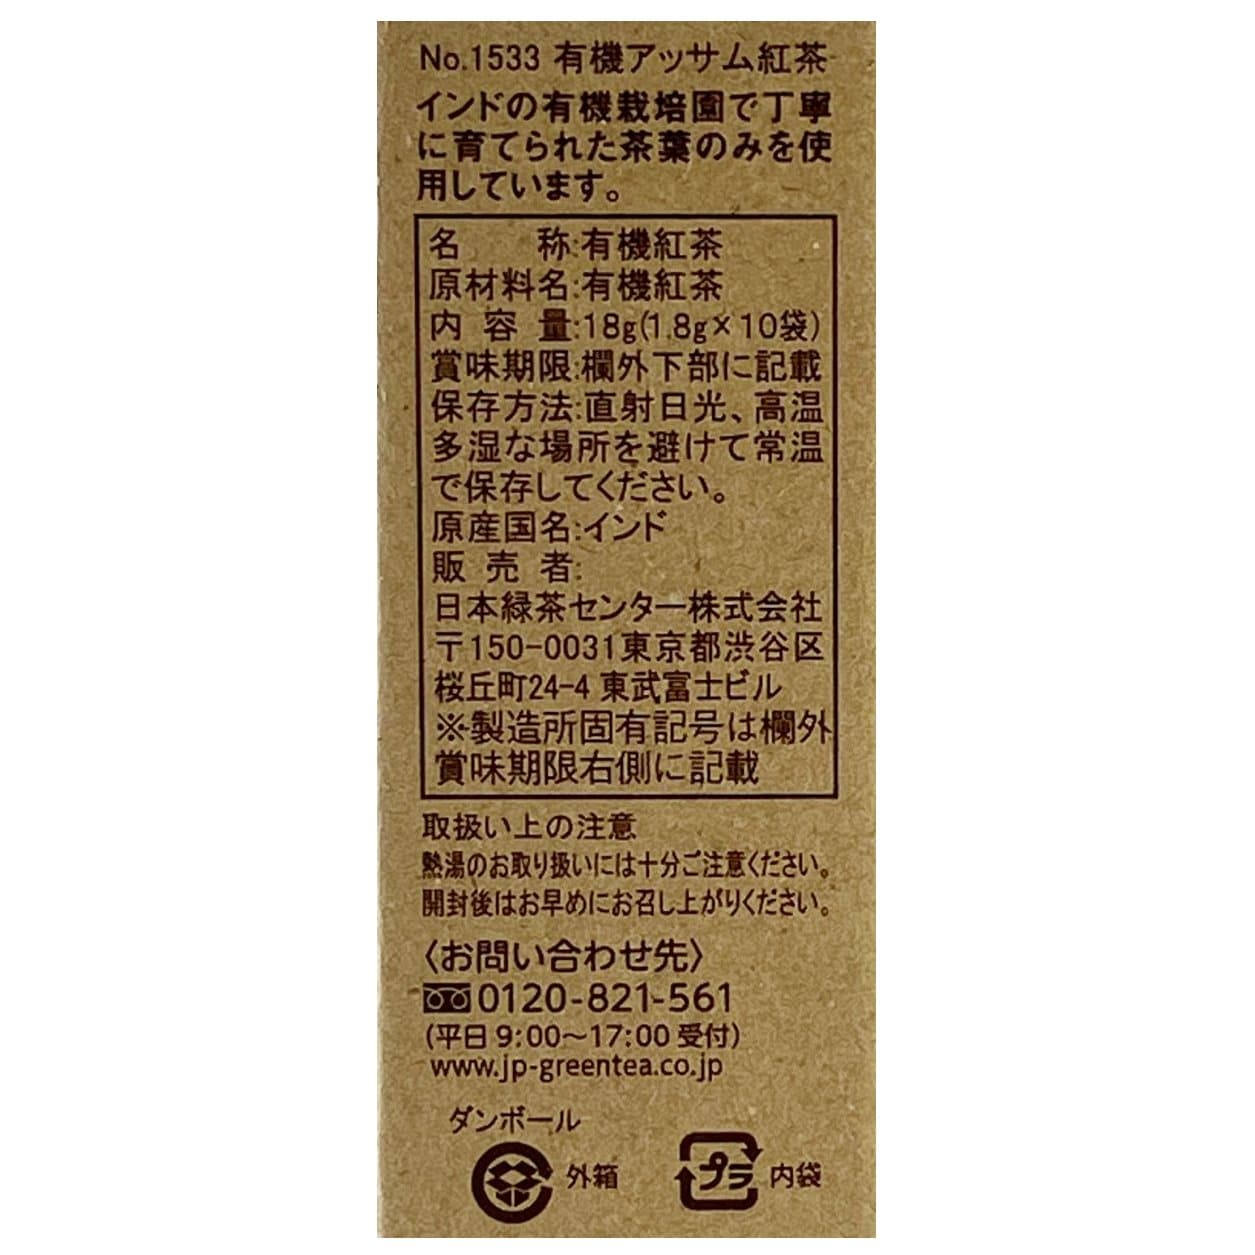 No.1533 有機アッサム紅茶
インドの有機栽培園で丁寧
に育てられた茶葉のみを使
用しています。
名　　称:有機紅茶
原材料名:有機紅茶
内 容 量:18g(1.8g×10袋)
賞味期限:欄外下部に記載
保存方法:直射日光、高温
多湿な場所を避けて常温
で保存してください。
原産国名:インド
販 売 者:
日本緑茶センター株式会社
〒150-0031東京都渋谷区
桜丘町24-4 東武富士ビル
※製造所固有記号は欄外
賞味期限右側に記載
取扱い上の注意
熱湯のお取り扱いには十分ご注意ください。
開封後はお早めにお召し上がりください。
〈お問い合わせ先〉
0120-821-561
(平日 9:00〜17:00 受付)
www.jp-greentea.co.jp
ダンボール
外箱 プラ 内袋